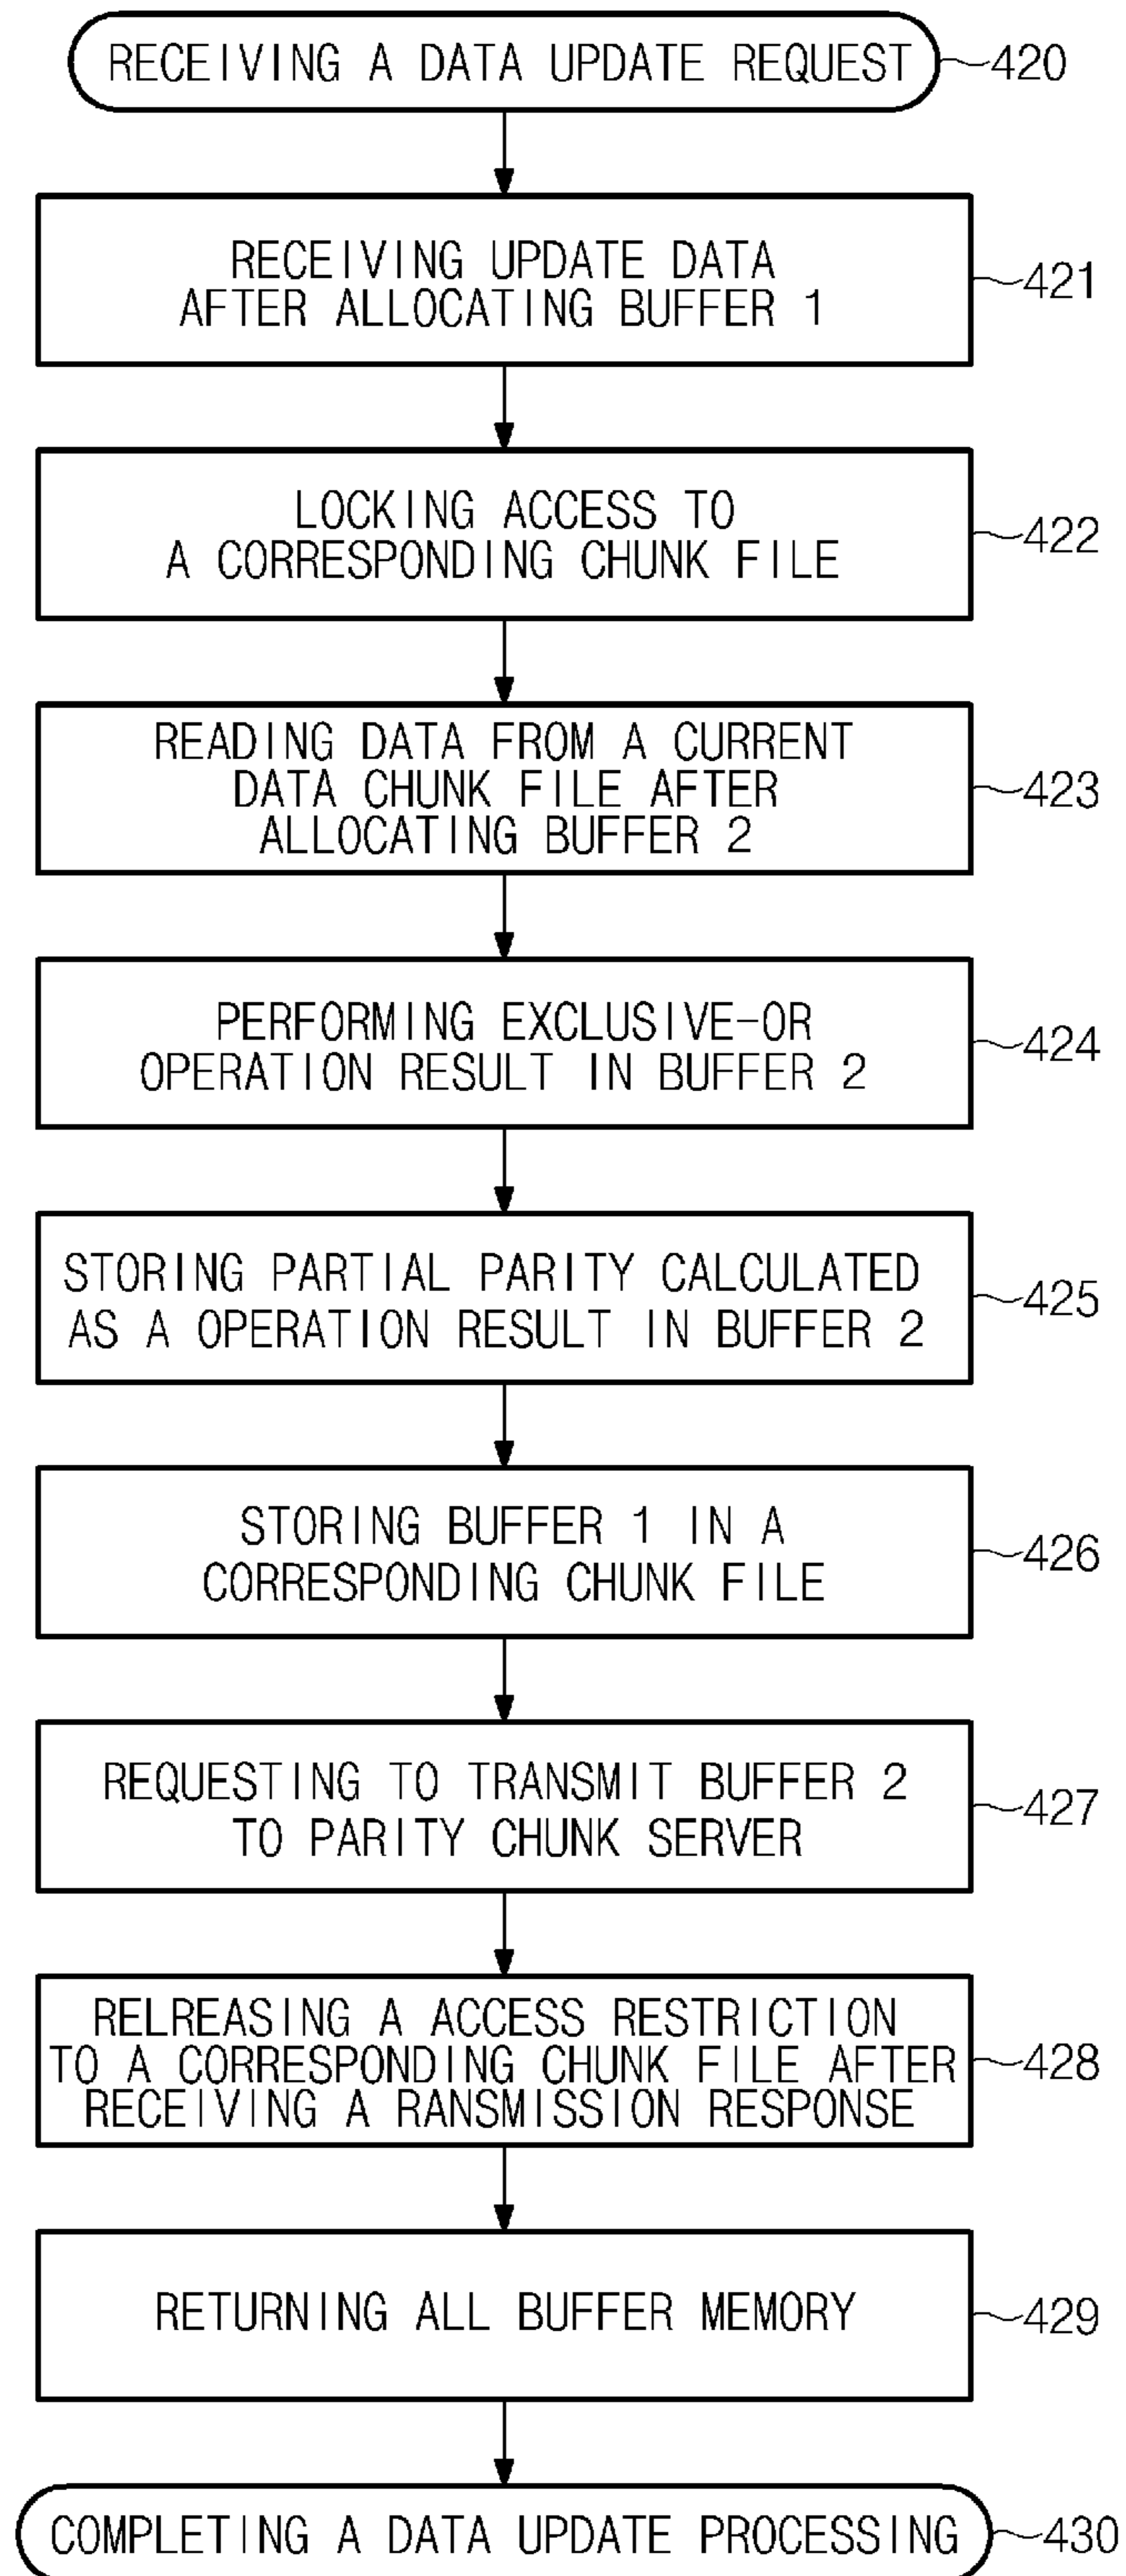 RECEIVING A DATA UPDATE REQUEST
420
RECEIVING UPDATE DATA
AFTER ALLOCATING BUFFER 1
421
LOCKING ACCESS TO
A CORRESPONDING CHUNK FILE
422
READING DATA FROM A CURRENT
DATA CHUNK FILE AFTER
ALLOCATING BUFFER 2
423
PERFORMING EXCLUSIVE-OR
OPERATION RESULT IN BUFFER 2
424
STORING PARTIAL PARITY CALCULATED
AS A OPERATION RESULT IN BUFFER 2
425
STORING BUFFER 1 IN A
CORRESPONDING CHUNK FILE
426
REQUESTING TO TRANSMIT BUFFER 2
TO PARITY CHUNK SERVER
427
RELREASING A ACCESS RESTRICTION
TO A CORRESPONDING CHUNK FILE AFTER
RECEIVING A RANSMISSION RESPONSE
428
RETURNING ALL BUFFER MEMORY
429
COMPLETING A DATA UPDATE PROCESSING
430